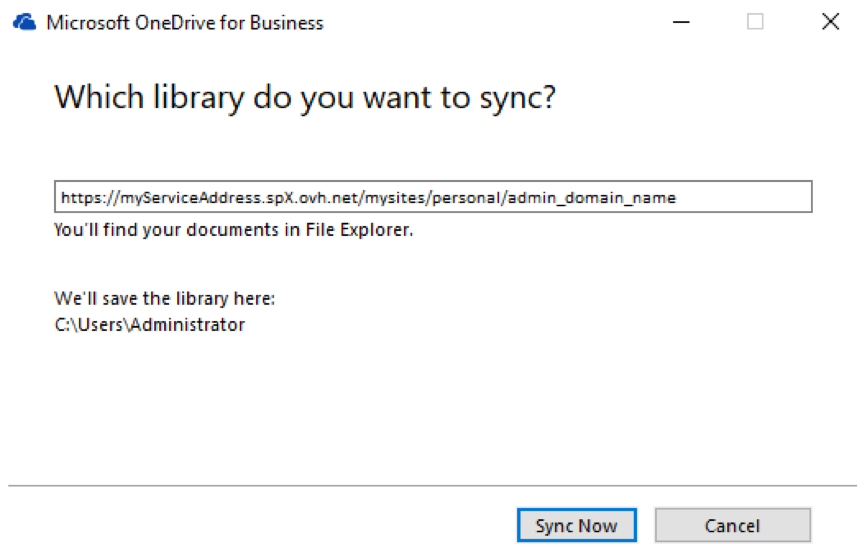 Microsoft OneDrive for Business
Which library do you want to sync?
https://myServiceAddress.spX.ovh.net/mysites/personal/admin_domain_name
You'll find your documents in File Explorer.
We'll save the library here:
C:\Users\Administrator
Sync Now
Cancel